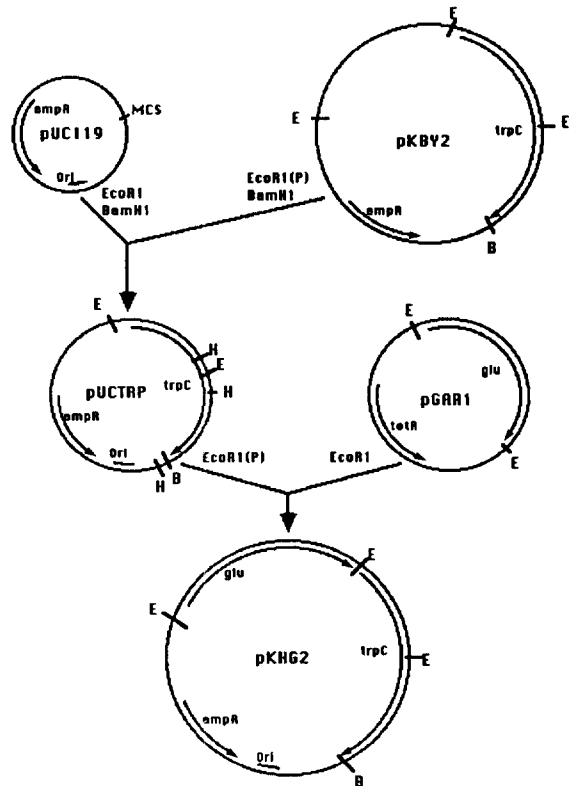 E
ampR
MCS
pUC119
Ori
E
trpC
E
pKBY2
ampR
B
EcoR1
BamH1
EcoR1(P)
BamH1
E
H
E
H
trpC
pUCTRP
ampR
Ori
H
B
E
glu
pGAR1
tetR
E
EcoR1(P)
EcoR1
E
glu
E
trpC
E
pKHG2
ampR
Ori
B